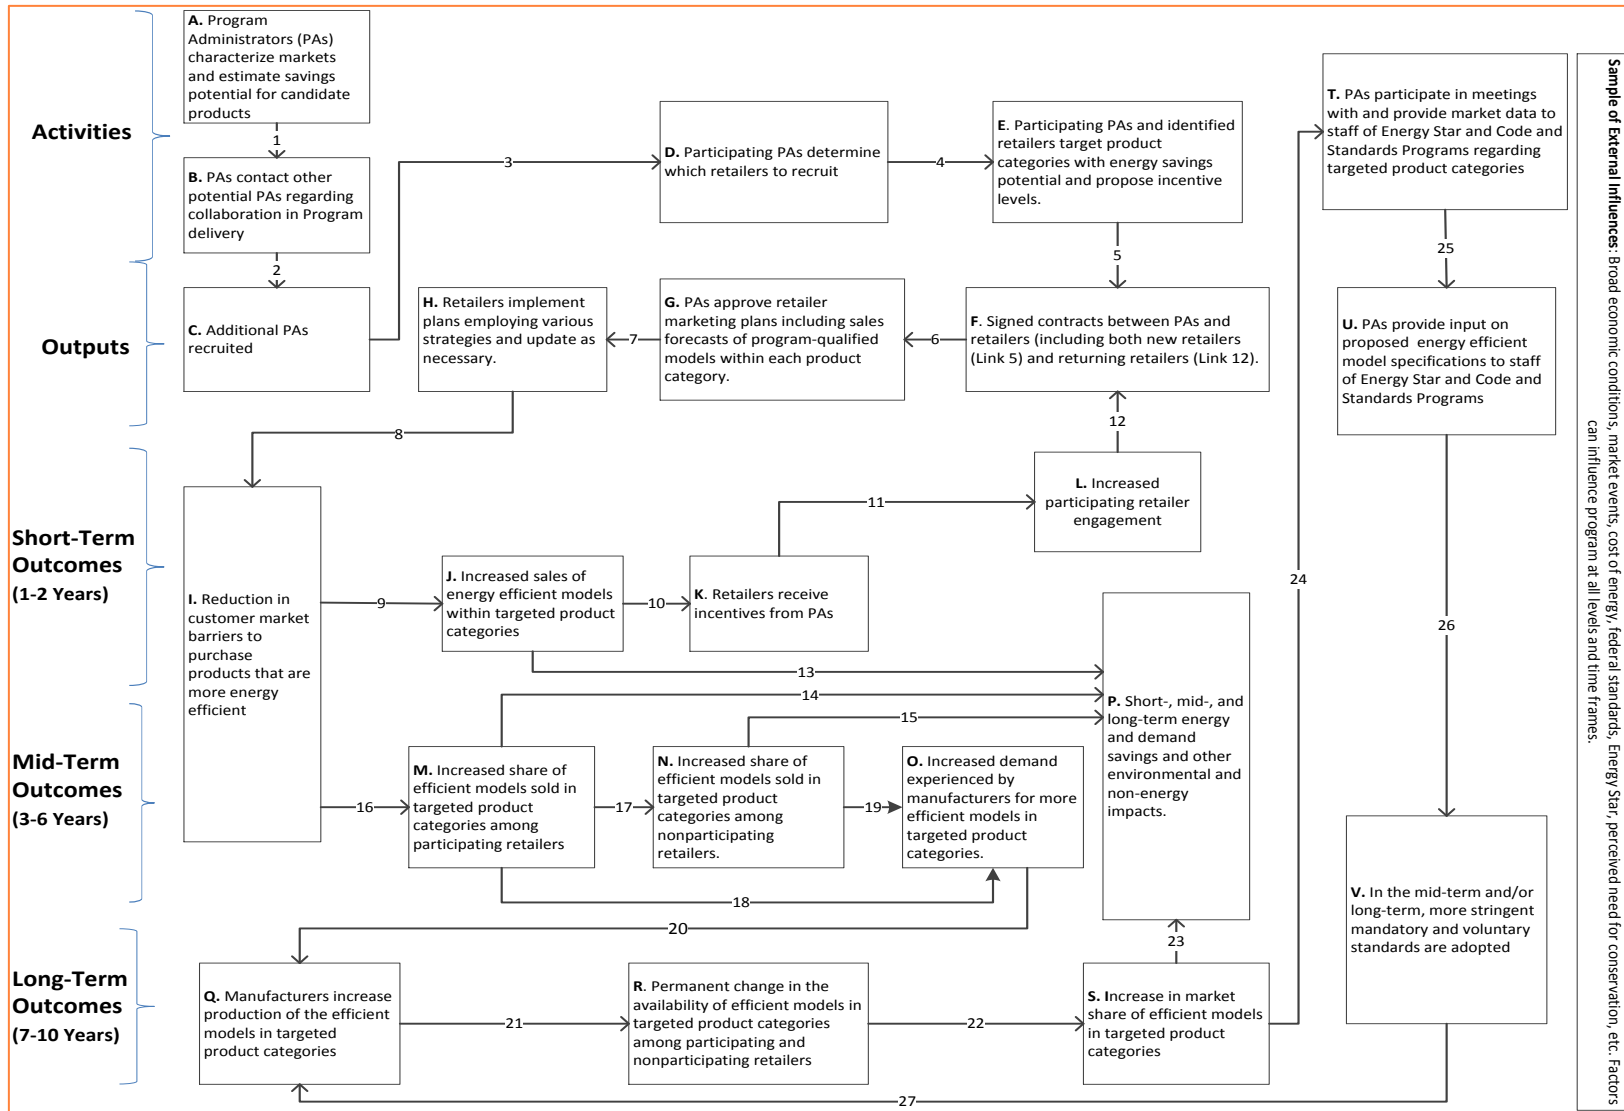 A. Program
Administrators (PAs)
characterize markets
and estimate savings
potential for candidate
products
Activities
1
B. PAs contact other
potential PAs regarding
collaboration in Program
delivery
2
3
D. Participating PAs determine
which retailers to recruit
4
E. Participating PAs and identified
retailers target product
categories with energy savings
potential and propose incentive
levels.
5
T. PAs participate in meetings
with and provide market data to
staff of Energy Star and Code and
Standards Programs regarding
targeted product categories
25
Outputs
C. Additional PAs
recruited
H. Retailers implement
plans employing various
strategies and update as
necessary.
7
G. PAs approve retailer
marketing plans including sales
forecasts of program-qualified
models within each product
category.
6
F. Signed contracts between PAs and
retailers (including both new retailers
(Link 5) and returning retailers (Link 12).
U. PAs provide input on
proposed energy efficient
model specifications to staff
of Energy Star and Code and
Standards Programs
8
12
Short-Term
Outcomes
(1-2 Years)
I. Reduction in
customer market
barriers to
purchase
products that are
more energy
efficient
9
J. Increased sales of
energy efficient models
within targeted product
categories
10
K. Retailers receive
incentives from PAs
11
L. Increased
participating retailer
engagement
24
26
13
14
15
P. Short-, mid-, and
long-term energy
and demand
savings and other
environmental and
non-energy
impacts.
Mid-Term
Outcomes
(3-6 Years)
16
M. Increased share of
efficient models sold in
targeted product
categories among
participating retailers
17
N. Increased share of
efficient models sold in
targeted product
categories among
nonparticipating
retailers.
19
O. Increased demand
experienced by
manufacturers for more
efficient models in
targeted product
categories.
18
20
23
V. In the mid-term and/or
long-term, more stringent
mandatory and voluntary
standards are adopted
Long-Term
Outcomes
(7-10 Years)
Q. Manufacturers increase
production of the efficient
models in targeted
product categories
21
R. Permanent change in the
availability of efficient models in
targeted product categories
among participating and
nonparticipating retailers
22
S. Increase in market
share of efficient models
in targeted product
categories
27
Sample of External Influences: Broad economic conditions, market events, cost of energy, federal standards, Energy Star, perceived need for conservation, etc. Factors
can influence program at all levels and time frames.